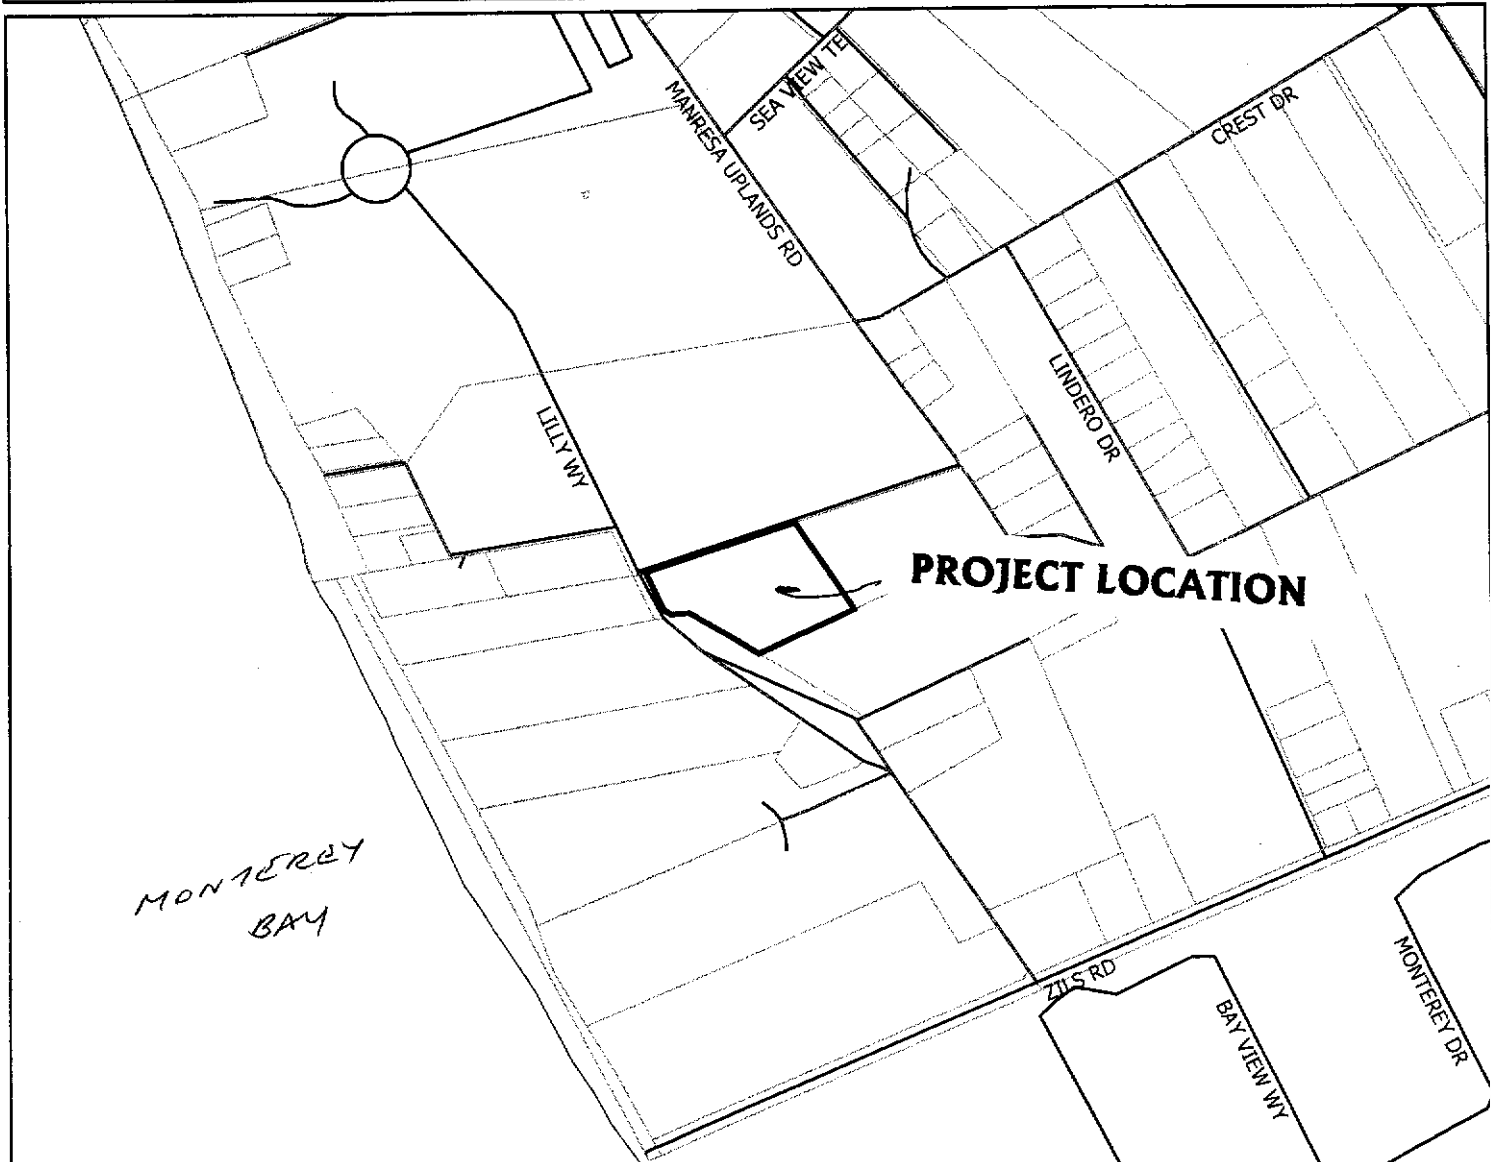 SEA VIEW TE
MANRESA UPLANDS RD
CREST DR
LINDERO DR
LILLY WY
PROJECT LOCATION
MONTEREY
BAY
ZILS RD
BAY VIEW WY
MONTEREY DR